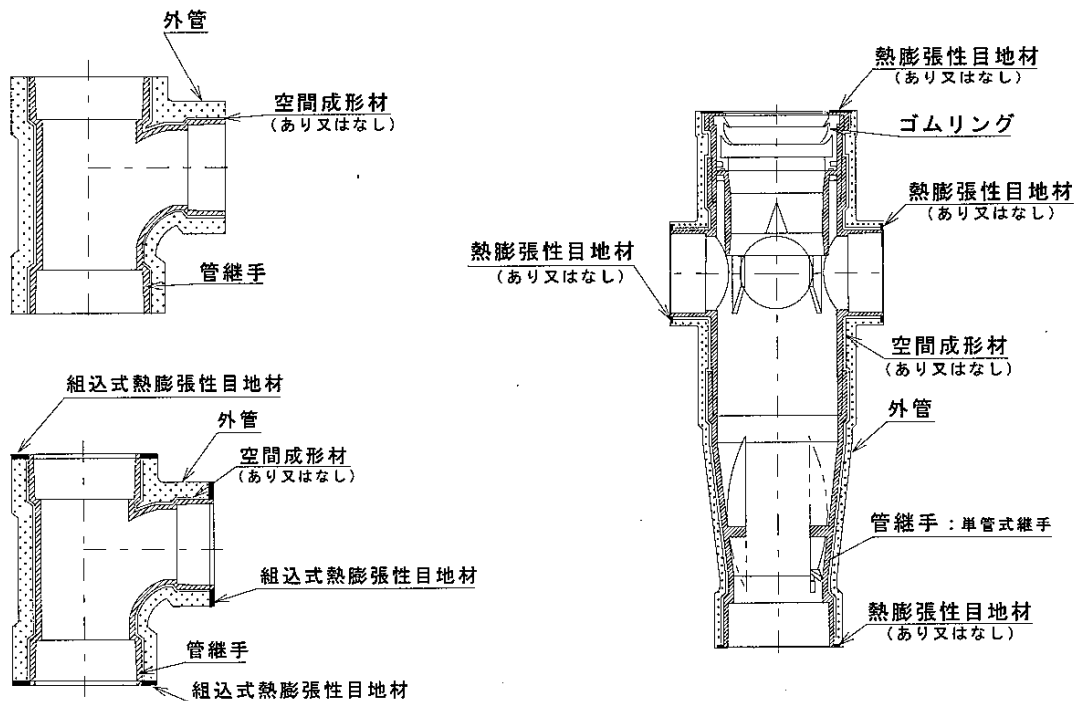 外管
空間成形材
(あり又はなし)
管継手
組込式熱膨張性目地材
外管
空間成形材
(あり又はなし)
組込式熱膨張性目地材
管継手
組込式熱膨張性目地材
熱膨張性目地材
(あり又はなし)
ゴムリング
熱膨張性目地材
(あり又はなし)
熱膨張性目地材
(あり又はなし)
空間成形材
(あり又はなし)
外管
管継手:単管式継手
熱膨張性目地材
(あり又はなし)